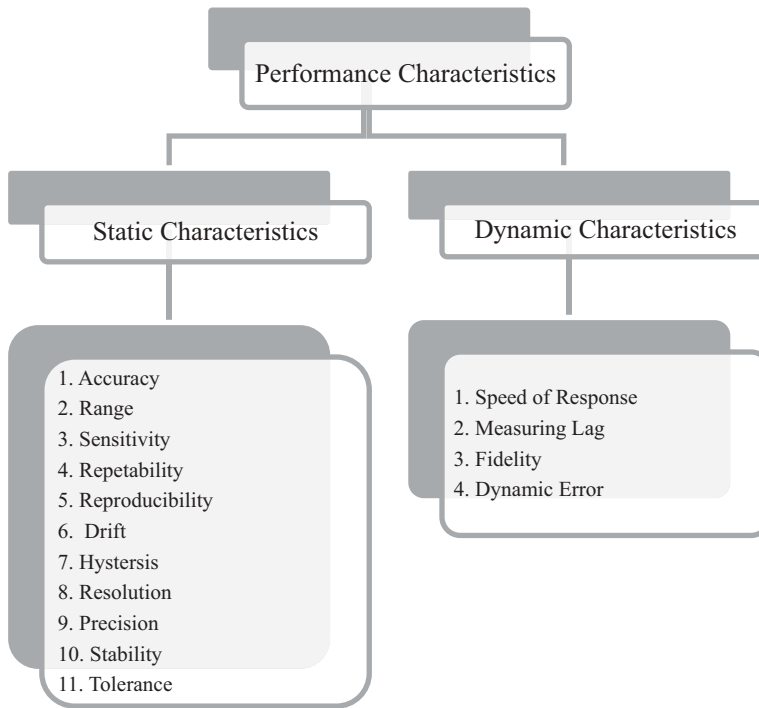 Performance Characteristics
Static Characteristics
Dynamic Characteristics
1. Accuracy
2. Range
3. Sensitivity
4. Repetability
5. Reproducibility
6. Drift
7. Hystersis
8. Resolution
9. Precision
10. Stability
11. Tolerance
1. Speed of Response
2. Measuring Lag
3. Fidelity
4. Dynamic Error